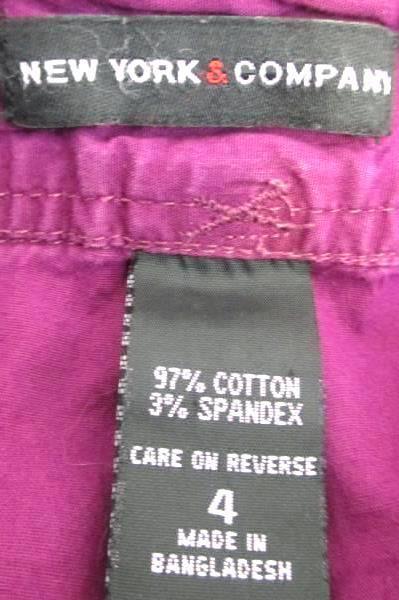 NEW YORK & COMPANY
97% COTTON
3% SPANDEX
CARE ON REVERSE
4
MADE IN
BANGLADESH